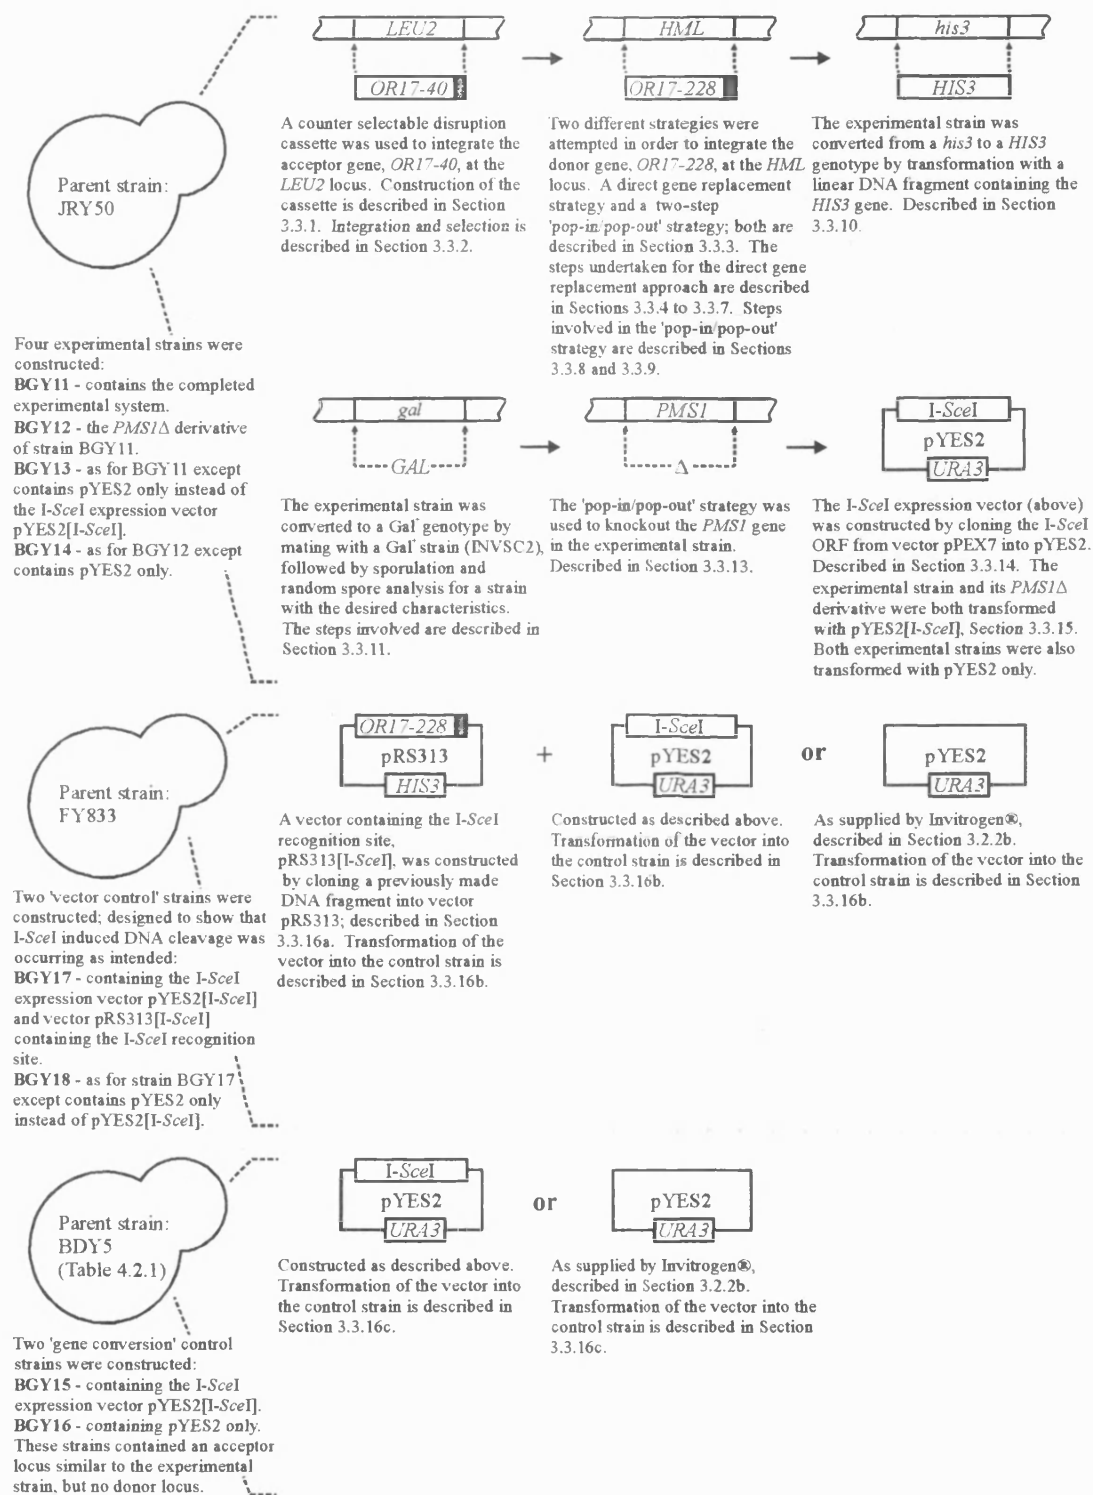 Parent strain:
JRY50
Four experimental strains were
constructed:
BGY11 - contains the completed
experimental system.
BGY12 - the PMS1Δ derivative
of strain BGY11.
BGY13 - as for BGY11 except
contains pYES2 only instead of
the I-SceI expression vector
pYES2[I-SceI].
BGY14 - as for BGY12 except
contains pYES2 only.
LEU2
OR17-40
A counter selectable disruption
cassette was used to integrate the
acceptor gene, OR17-40, at the
LEU2 locus. Construction of the
cassette is described in Section
3.3.1. Integration and selection is
described in Section 3.3.2.
HML
OR17-228
Two different strategies were
attempted in order to integrate the
donor gene, OR17-228, at the HML
locus. A direct gene replacement
strategy and a two-step
'pop-in/pop-out' strategy; both are
described in Section 3.3.3. The
steps undertaken for the direct gene
replacement approach are described
in Sections 3.3.4 to 3.3.7. Steps
involved in the 'pop-in/pop-out'
strategy are described in Sections
3.3.8 and 3.3.9.
his3
HIS3
The experimental strain was
converted from a his3 to a HIS3
genotype by transformation with a
linear DNA fragment containing the
HIS3 gene. Described in Section
3.3.10.
gal
GAL
The experimental strain was
converted to a Gal⁺ genotype by
mating with a Gal⁺ strain (INVSC2),
followed by sporulation and
random spore analysis for a strain
with the desired characteristics.
The steps involved are described in
Section 3.3.11.
PMS1
Δ
The 'pop-in/pop-out' strategy was
used to knockout the PMS1 gene
in the experimental strain.
Described in Section 3.3.13.
I-SceI
pYES2
URA3
The I-SceI expression vector (above)
was constructed by cloning the I-SceI
ORF from vector pPEX7 into pYES2.
Described in Section 3.3.14. The
experimental strain and its PMS1Δ
derivative were both transformed
with pYES2[I-SceI], Section 3.3.15.
Both experimental strains were also
transformed with pYES2 only.
Parent strain:
FY833
Two 'vector control' strains were
constructed; designed to show that
I-SceI induced DNA cleavage was
occurring as intended:
BGY17 - containing the I-SceI
expression vector pYES2[I-SceI]
and vector pRS313[I-SceI]
containing the I-SceI recognition
site.
BGY18 - as for strain BGY17
except contains pYES2 only
instead of pYES2[I-SceI].
OR17-228
pRS313
HIS3
A vector containing the I-SceI
recognition site,
pRS313[I-SceI], was constructed
by cloning a previously made
DNA fragment into vector
pRS313; described in Section
3.3.16a. Transformation of the
vector into the control strain is
described in Section 3.3.16b.
+
I-SceI
pYES2
URA3
Constructed as described above.
Transformation of the vector into
the control strain is described in
Section 3.3.16b.
or
pYES2
URA3
As supplied by Invitrogen®,
described in Section 3.2.2b.
Transformation of the vector into the
control strain is described in Section
3.3.16b.
Parent strain:
BDY5
(Table 4.2.1)
Two 'gene conversion' control
strains were constructed:
BGY15 - containing the I-SceI
expression vector pYES2[I-SceI].
BGY16 - containing pYES2 only.
These strains contained an acceptor
locus similar to the experimental
strain, but no donor locus.
I-SceI
pYES2
URA3
Constructed as described above.
Transformation of the vector into
the control strain is described in
Section 3.3.16c.
or
pYES2
URA3
As supplied by Invitrogen®,
described in Section 3.2.2b.
Transformation of the vector into the
control strain is described in Section
3.3.16c.